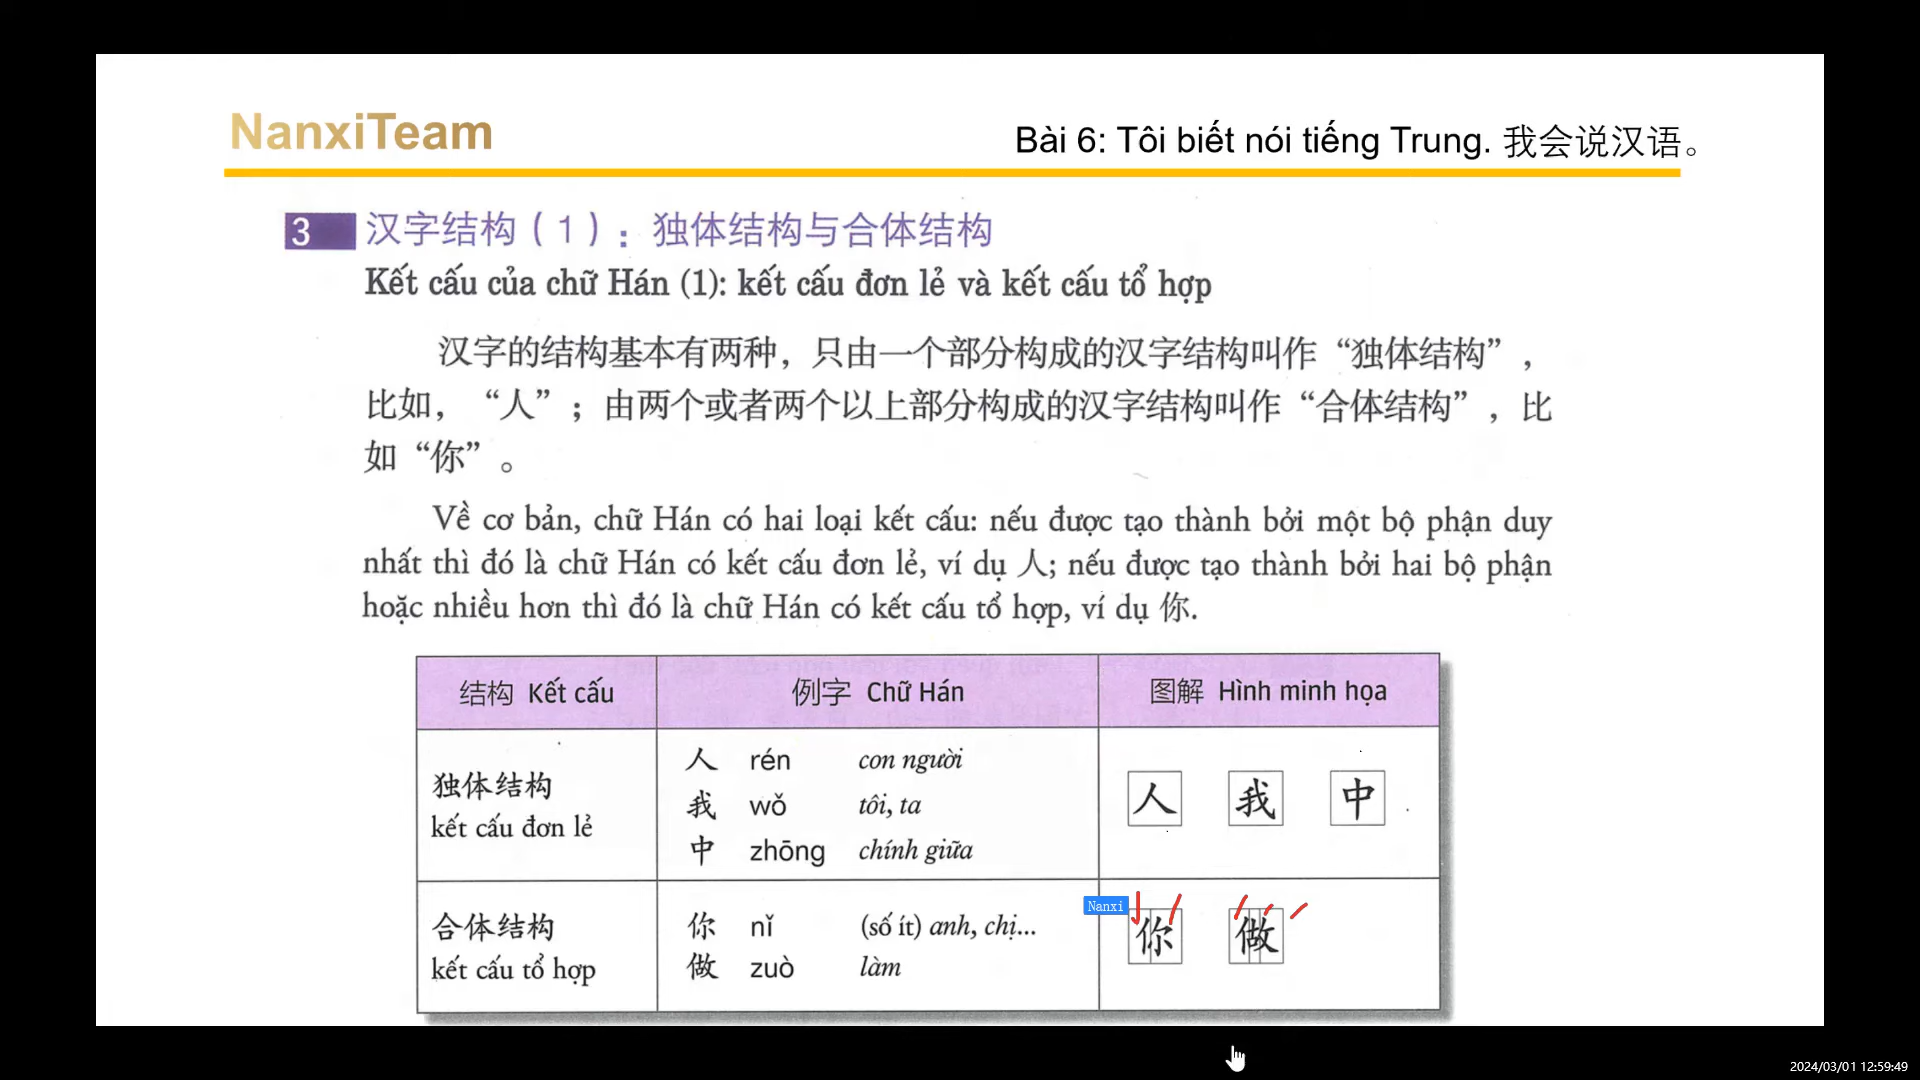 NanxiTeam
Bài 6: Tôi biết nói tiếng Trung. 我会说汉语。
3 汉字结构（1）：独体结构与合体结构
Kết cấu của chữ Hán (1): kết cấu đơn lẻ và kết cấu tổ hợp
汉字的结构基本有两种，只由一个部分构成的汉字结构叫作“独体结构”，
比如，“人”；由两个或者两个以上部分构成的汉字结构叫作“合体结构”，比
如“你”。
Về cơ bản, chữ Hán có hai loại kết cấu: nếu được tạo thành bởi một bộ phận duy
nhất thì đó là chữ Hán có kết cấu đơn lẻ, ví dụ 人; nếu được tạo thành bởi hai bộ phận
hoặc nhiều hơn thì đó là chữ Hán có kết cấu tổ hợp, ví dụ 你.
结构 Kết cấu 例字 Chữ Hán 图解 Hình minh họa
独体结构
kết cấu đơn lẻ
人 rén con người
我 wǒ tôi, ta
中 zhōng chính giữa
人 我 中
合体结构
kết cấu tổ hợp
你 nǐ (số ít) anh, chị...
做 zuò làm
Nanxi
你 做
2024/03/01 12:59:49